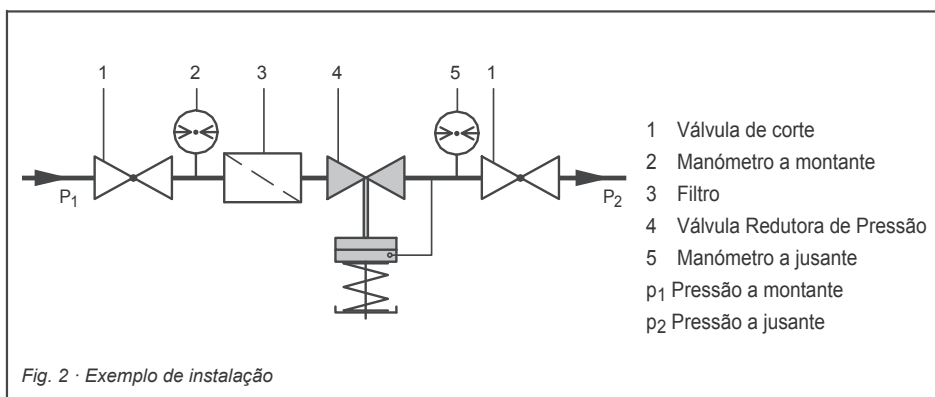 1 2 3 4 5 1
P1 P2
1 Válvula de corte
2 Manómetro a montante
3 Filtro
4 Válvula Redutora de Pressão
5 Manómetro a jusante
p1 Pressão a montante
p2 Pressão a jusante
Fig. 2 · Exemplo de instalação